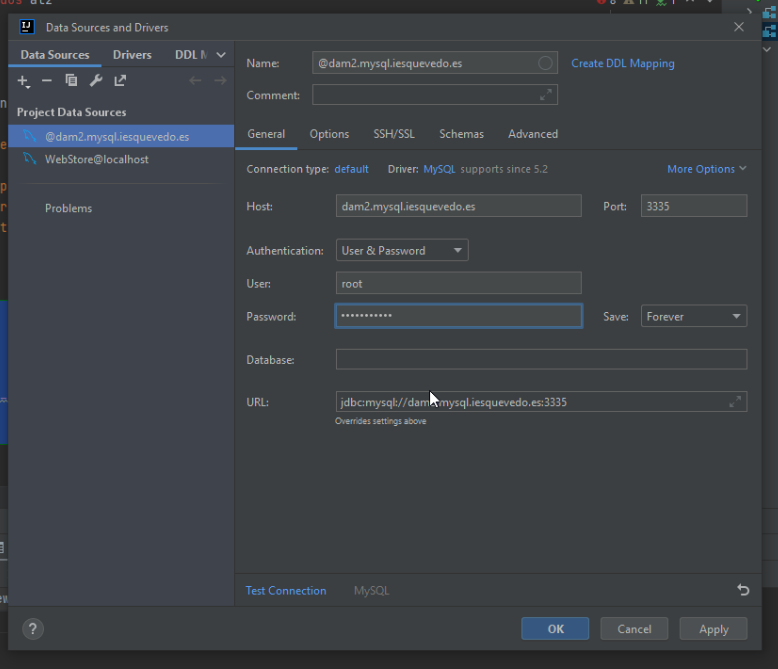 Data Sources and Drivers
Data Sources Drivers DDL M
Project Data Sources
@dam2.mysql.iesquevedo.es
WebStore@localhost
Problems
Name: @dam2.mysql.iesquevedo.es Create DDL Mapping
Comment:
General Options SSH/SSL Schemas Advanced
Connection type: default Driver: MySQL supports since 5.2 More Options
Host: dam2.mysql.iesquevedo.es Port: 3335
Authentication: User & Password
User: root
Password: ••••••••••• Save: Forever
Database:
URL: jdbc:mysql://dam mysql.iesquevedo.es:3335
Overrides settings above
Test Connection MySQL
? OK Cancel Apply